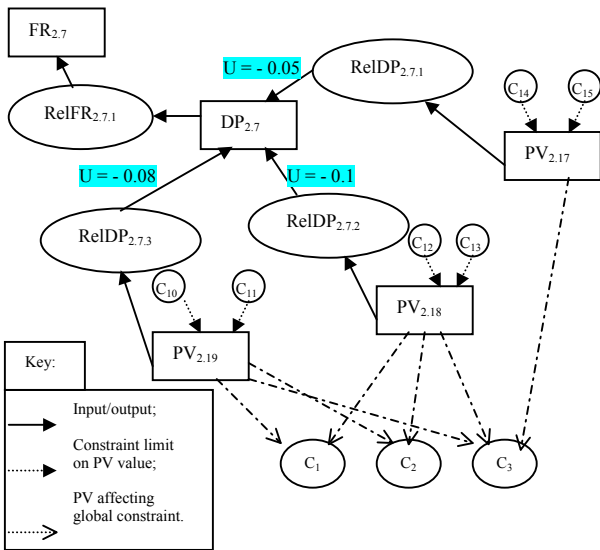 FR2.7
U = - 0.05
RelDP2.7.1
C14
C15
RelFR2.7.1
DP2.7
PV2.17
U = - 0.08
U = - 0.1
RelDP2.7.3
RelDP2.7.2
C12
C13
C10
C11
PV2.18
PV2.19
Key:
Input/output;
Constraint limit
on PV value;
PV affecting
global constraint.
C1
C2
C3